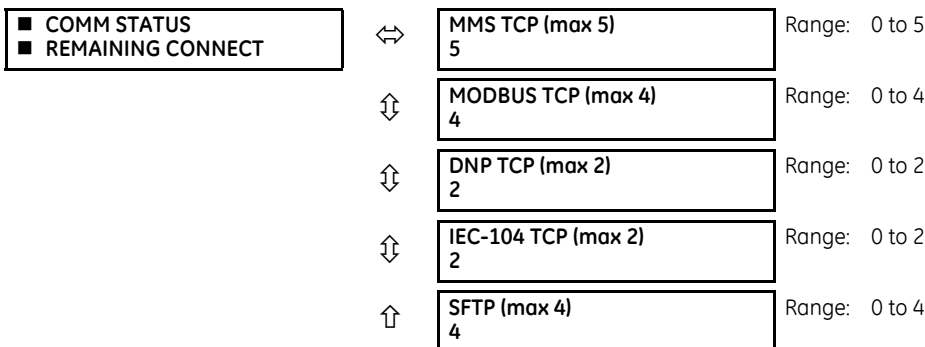 ■ COMM STATUS
■ REMAINING CONNECT
⬄ MMS TCP (max 5) Range: 0 to 5
5
⇳ MODBUS TCP (max 4) Range: 0 to 4
4
⇳ DNP TCP (max 2) Range: 0 to 2
2
⇳ IEC-104 TCP (max 2) Range: 0 to 2
2
⇧ SFTP (max 4) Range: 0 to 4
4